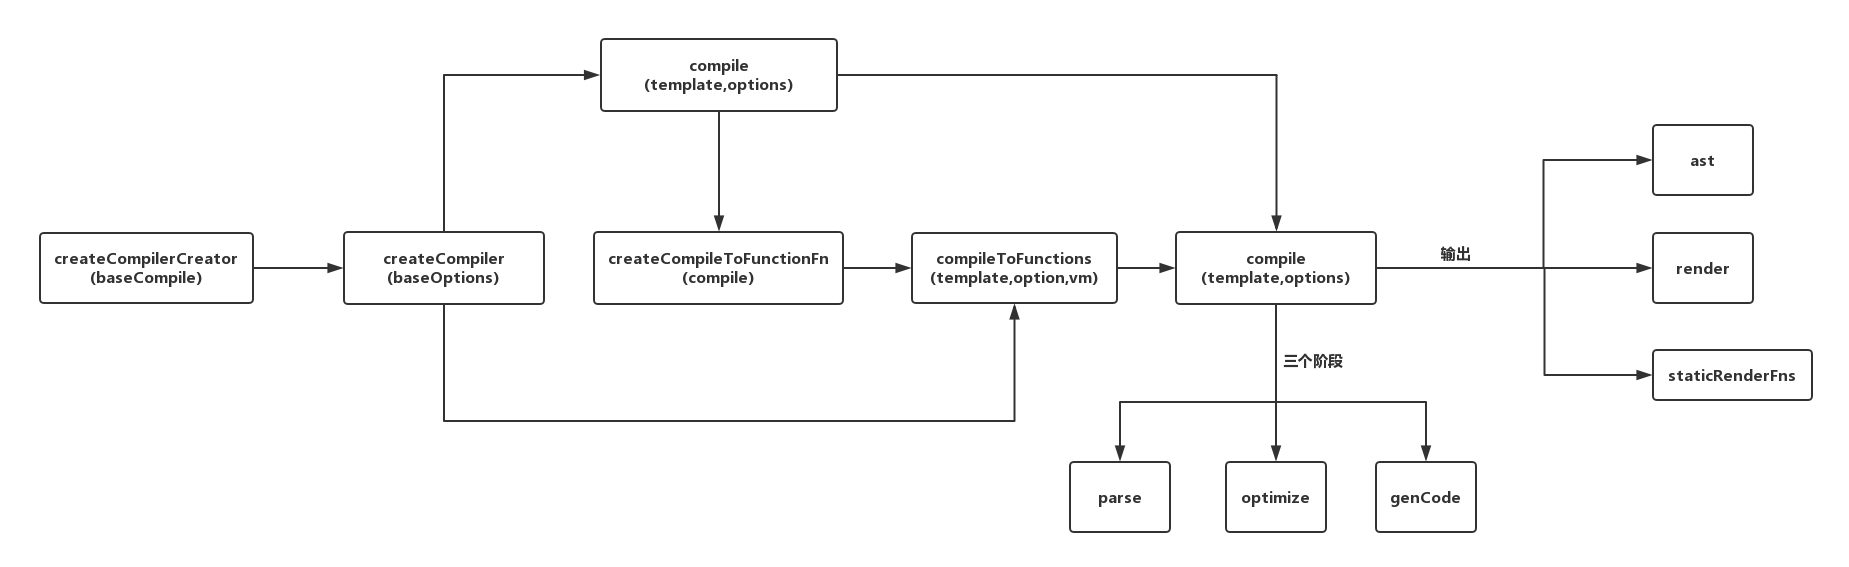 compile
(template,options)
createCompilerCreator
(baseCompile)
createCompiler
(baseOptions)
createCompileToFunctionFn
(compile)
compileToFunctions
(template,option,vm)
compile
(template,options)
输出
ast
render
staticRenderFns
三个阶段
parse
optimize
genCode